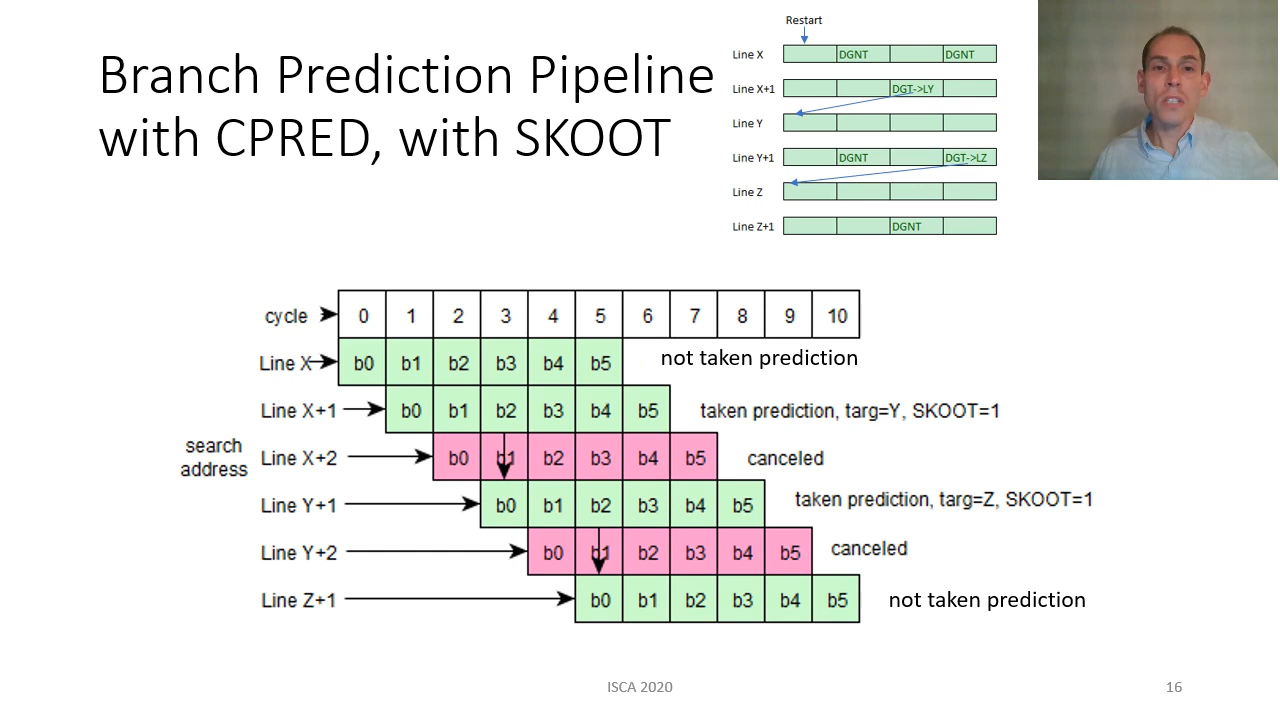 Branch Prediction Pipeline
with CPRED, with SKOOT
Restart
Line X DGNT DGNT
Line X+1 DGT->LY
Line Y
Line Y+1 DGNT DGT->LZ
Line Z
Line Z+1 DGNT
cycle 0 1 2 3 4 5 6 7 8 9 10
Line X b0 b1 b2 b3 b4 b5 not taken prediction
Line X+1 b0 b1 b2 b3 b4 b5 taken prediction, targ=Y, SKOOT=1
search
address
Line X+2 b0 b1 b2 b3 b4 b5 canceled
Line Y+1 b0 b1 b2 b3 b4 b5 taken prediction, targ=Z, SKOOT=1
Line Y+2 b0 b1 b2 b3 b4 b5 canceled
Line Z+1 b0 b1 b2 b3 b4 b5 not taken prediction
ISCA 2020
16